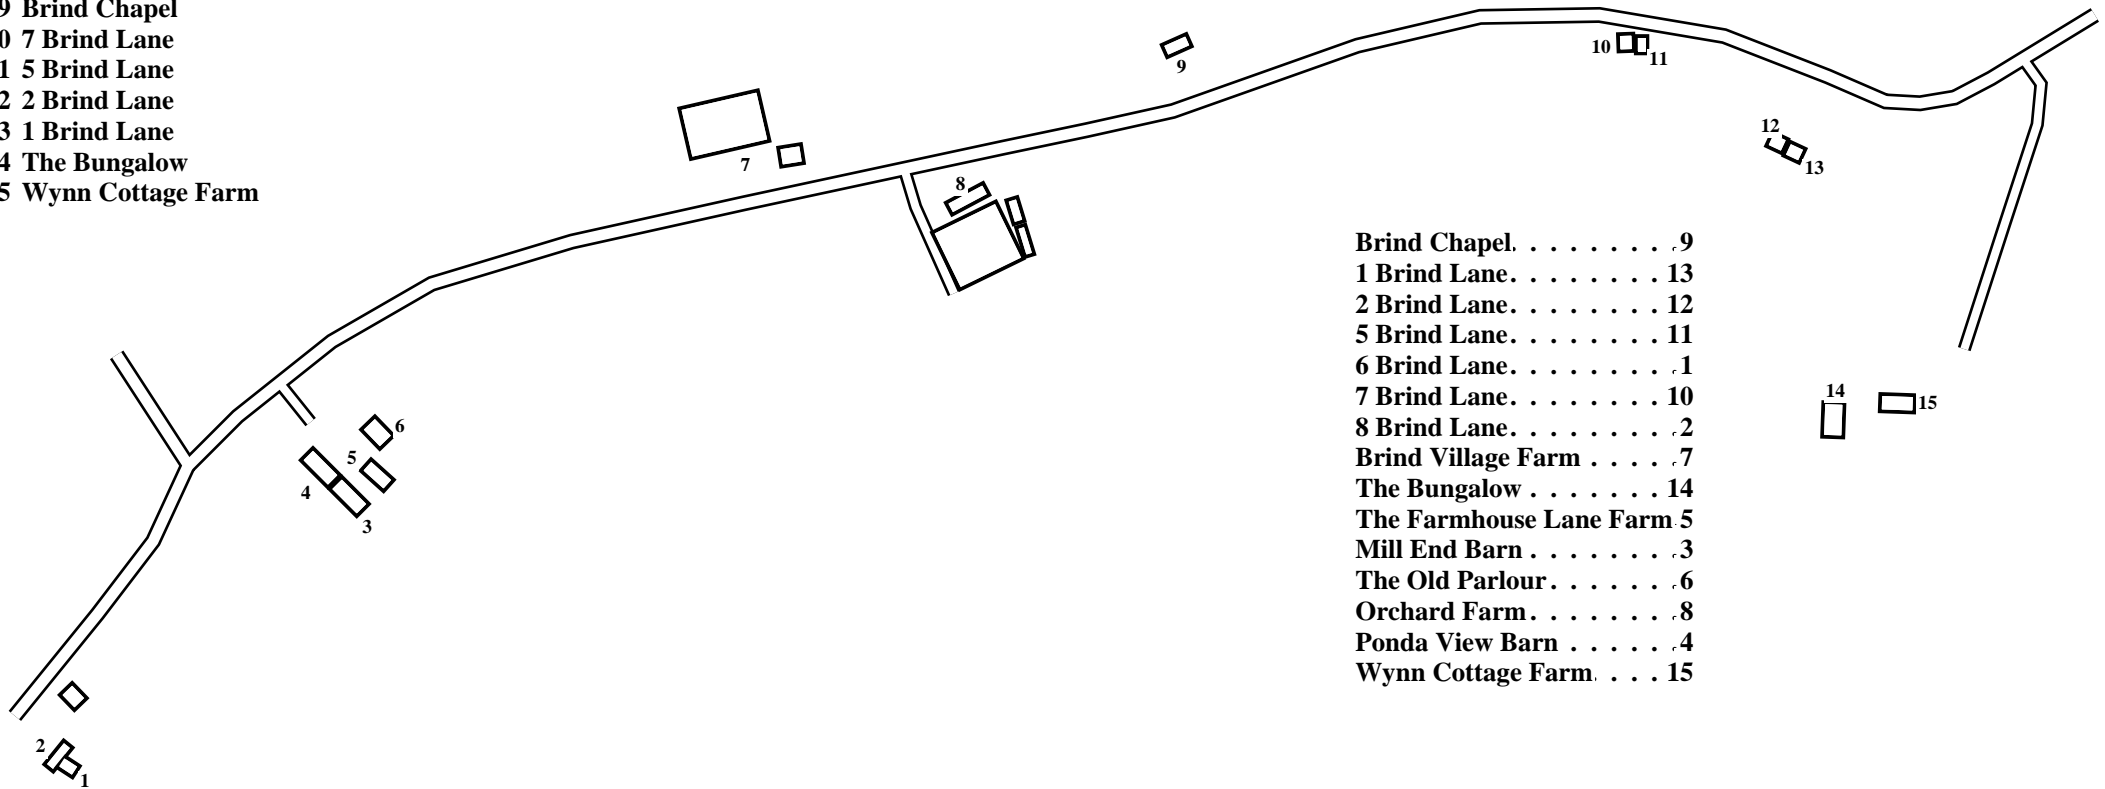 9 Brind Chapel
0 7 Brind Lane
1 5 Brind Lane
2 2 Brind Lane
3 1 Brind Lane
4 The Bungalow
5 Wynn Cottage Farm
9
10
11
12
13
7
8
Brind Chapel. . . . . . . . . 9
1 Brind Lane. . . . . . . . 13
2 Brind Lane. . . . . . . . 12
5 Brind Lane. . . . . . . . 11
6 Brind Lane. . . . . . . . . 1
7 Brind Lane. . . . . . . . 10
8 Brind Lane. . . . . . . . . 2
Brind Village Farm . . . . . 7
The Bungalow . . . . . . . 14
The Farmhouse Lane Farm 5
Mill End Barn . . . . . . . . 3
The Old Parlour. . . . . . . 6
Orchard Farm. . . . . . . . 8
Ponda View Barn . . . . . . 4
Wynn Cottage Farm. . . . 15
14
15
6
5
4
3
2
1